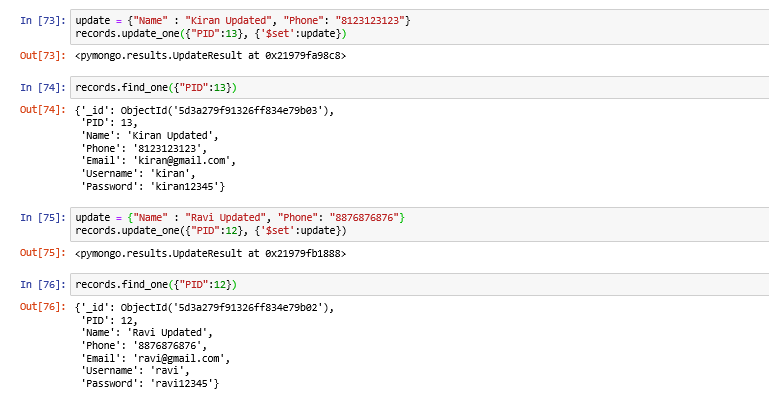 In [73]: update = {"Name" : "Kiran Updated", "Phone": "8123123123"}
records.update_one({"PID":13}, {'$set':update})
Out[73]: <pymongo.results.UpdateResult at 0x21979fa98c8>
In [74]: records.find_one({"PID":13})
Out[74]: {'_id': ObjectId('5d3a279f91326ff834e79b03'),
'PID': 13,
'Name': 'Kiran Updated',
'Phone': '8123123123',
'Email': 'kiran@gmail.com',
'Username': 'kiran',
'Password': 'kiran12345'}
In [75]: update = {"Name" : "Ravi Updated", "Phone": "8876876876"}
records.update_one({"PID":12}, {'$set':update})
Out[75]: <pymongo.results.UpdateResult at 0x21979fb1888>
In [76]: records.find_one({"PID":12})
Out[76]: {'_id': ObjectId('5d3a279f91326ff834e79b02'),
'PID': 12,
'Name': 'Ravi Updated',
'Phone': '8876876876',
'Email': 'ravi@gmail.com',
'Username': 'ravi',
'Password': 'ravi12345'}